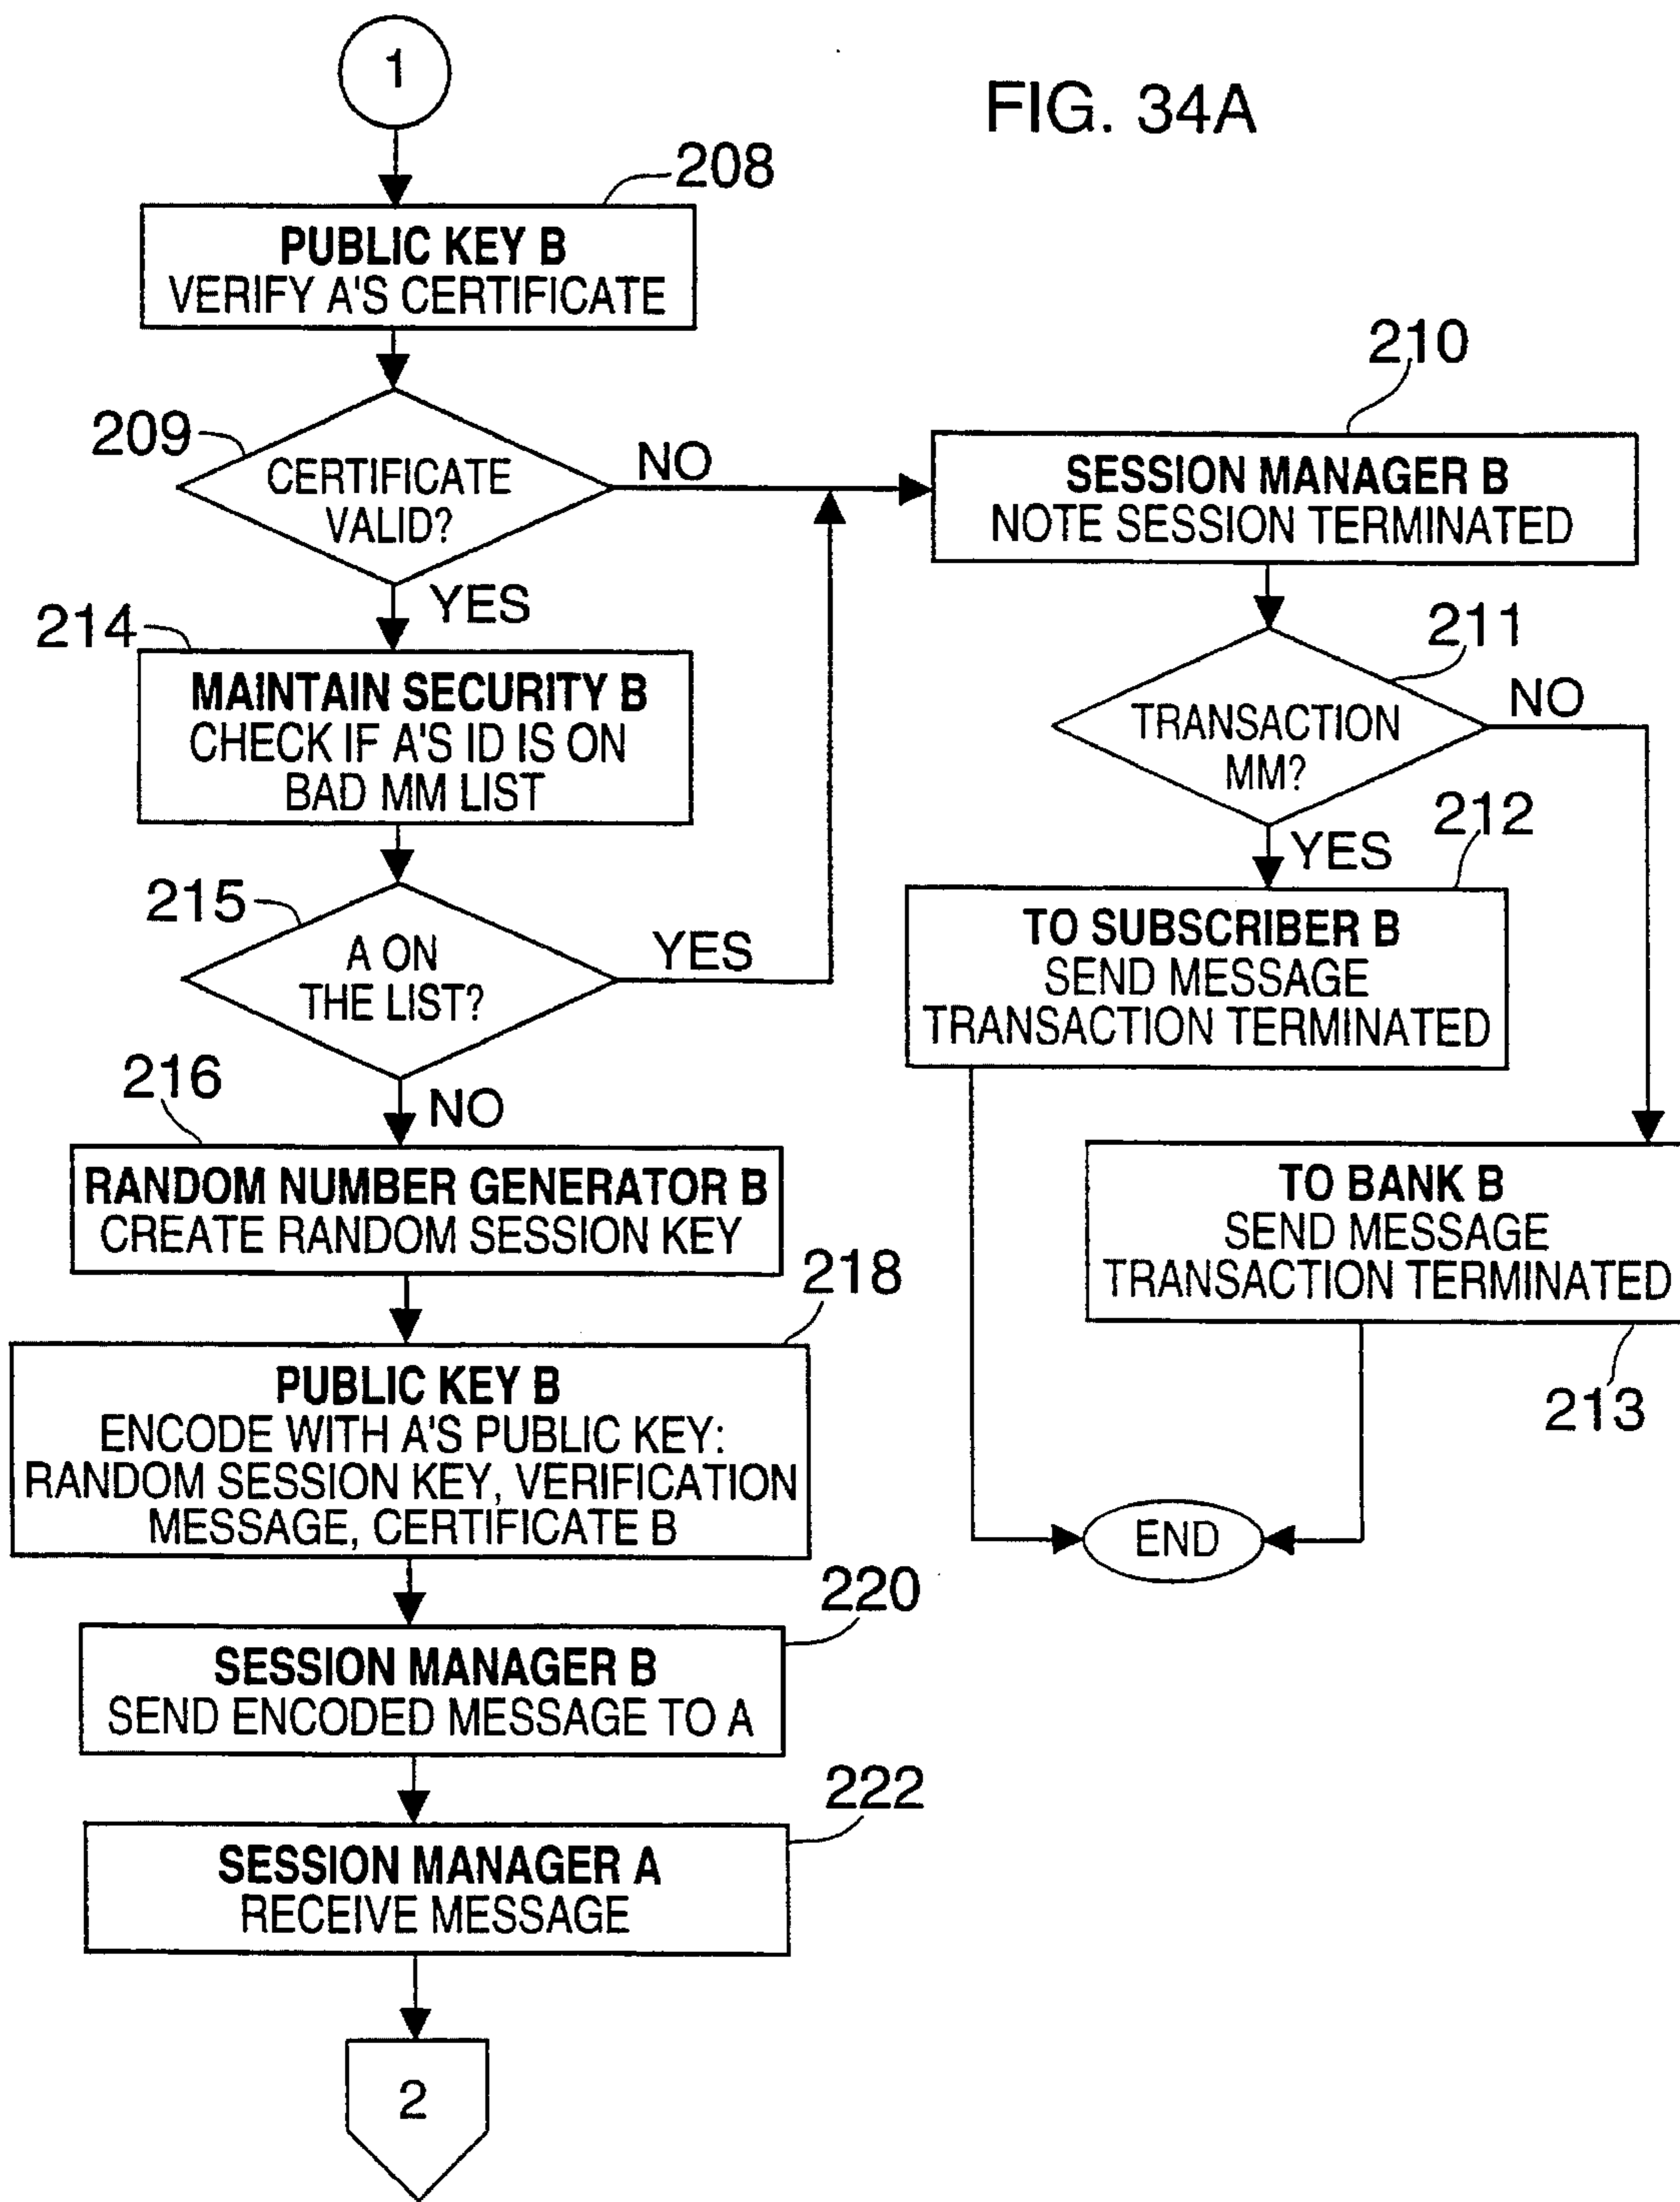 1
FIG. 34A
208
PUBLIC KEY B
VERIFY A'S CERTIFICATE
209
CERTIFICATE
VALID?
NO
YES
210
SESSION MANAGER B
NOTE SESSION TERMINATED
211
TRANSACTION
MM?
NO
YES
214
MAINTAIN SECURITY B
CHECK IF A'S ID IS ON
BAD MM LIST
212
TO SUBSCRIBER B
SEND MESSAGE
TRANSACTION TERMINATED
215
A ON
THE LIST?
YES
NO
216
RANDOM NUMBER GENERATOR B
CREATE RANDOM SESSION KEY
TO BANK B
SEND MESSAGE
TRANSACTION TERMINATED
213
218
PUBLIC KEY B
ENCODE WITH A'S PUBLIC KEY:
RANDOM SESSION KEY, VERIFICATION
MESSAGE, CERTIFICATE B
END
220
SESSION MANAGER B
SEND ENCODED MESSAGE TO A
222
SESSION MANAGER A
RECEIVE MESSAGE
2